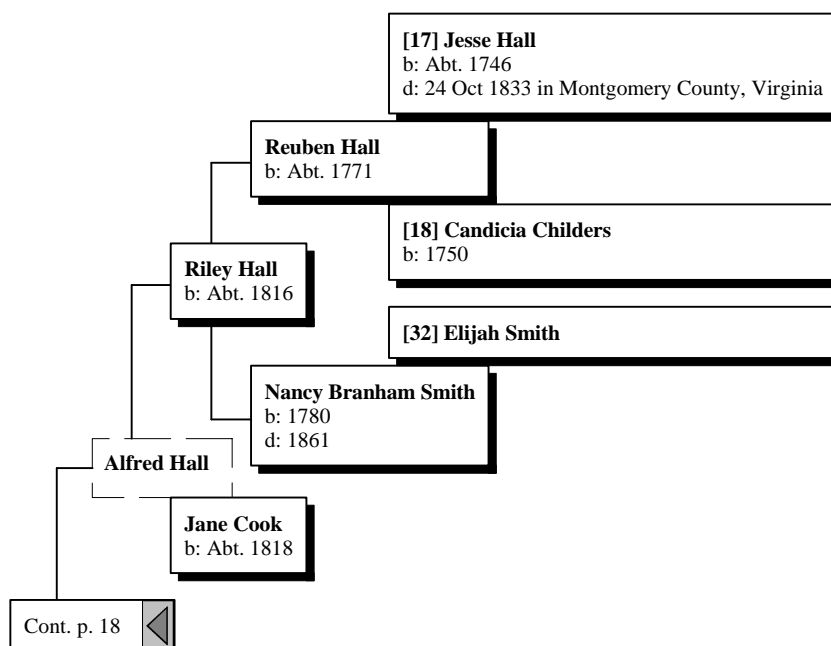 [17] Jesse Hall
b: Abt. 1746
d: 24 Oct 1833 in Montgomery County, Virginia
Reuben Hall
b: Abt. 1771
[18] Candicia Childers
b: 1750
Riley Hall
b: Abt. 1816
[32] Elijah Smith
Nancy Branham Smith
b: 1780
d: 1861
Alfred Hall
Jane Cook
b: Abt. 1818
Cont. p. 18